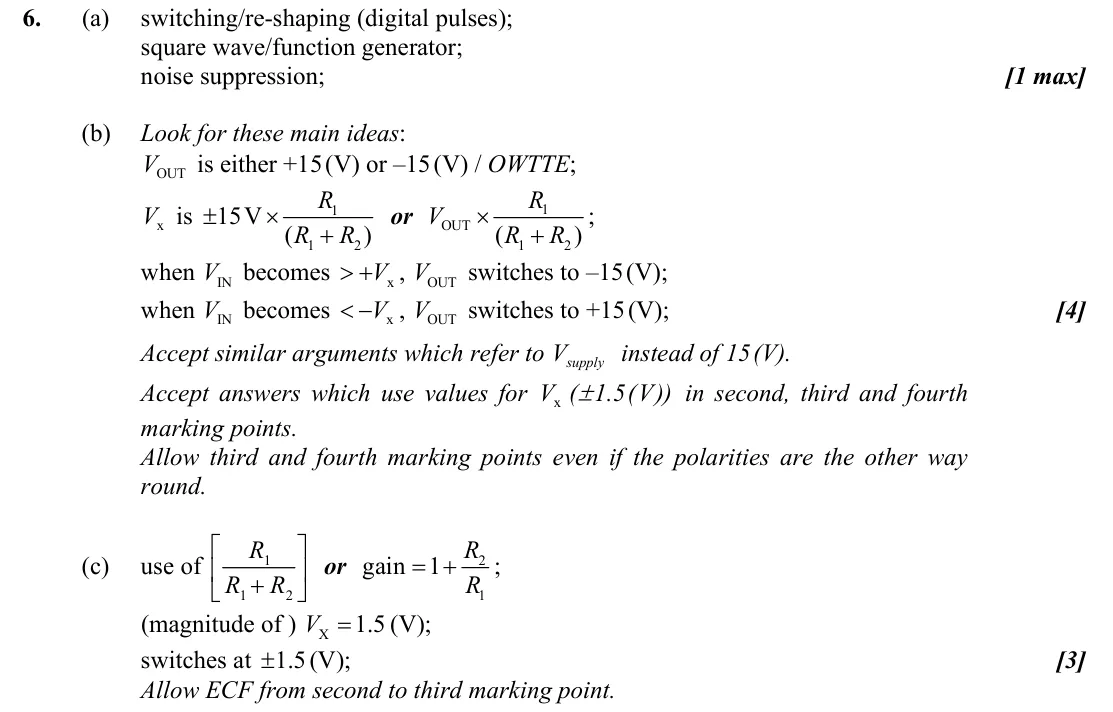 6. (a) switching/re-shaping (digital pulses);
square wave/function generator;
noise suppression; [1 max]
(b) Look for these main ideas:
V_OUT is either +15(V) or –15(V) / OWTTE;
V_x is ±15V × R_1/(R_1 + R_2) or V_OUT × R_1/(R_1 + R_2);
when V_IN becomes > +V_x, V_OUT switches to –15(V);
when V_IN becomes < −V_x, V_OUT switches to +15(V); [4]
Accept similar arguments which refer to V_supply instead of 15(V).
Accept answers which use values for V_x (±1.5(V)) in second, third and fourth
marking points.
Allow third and fourth marking points even if the polarities are the other way
round.
(c) use of [R_1/(R_1 + R_2)] or gain = 1 + R_2/R_1;
(magnitude of ) V_X = 1.5 (V);
switches at ±1.5(V); [3]
Allow ECF from second to third marking point.